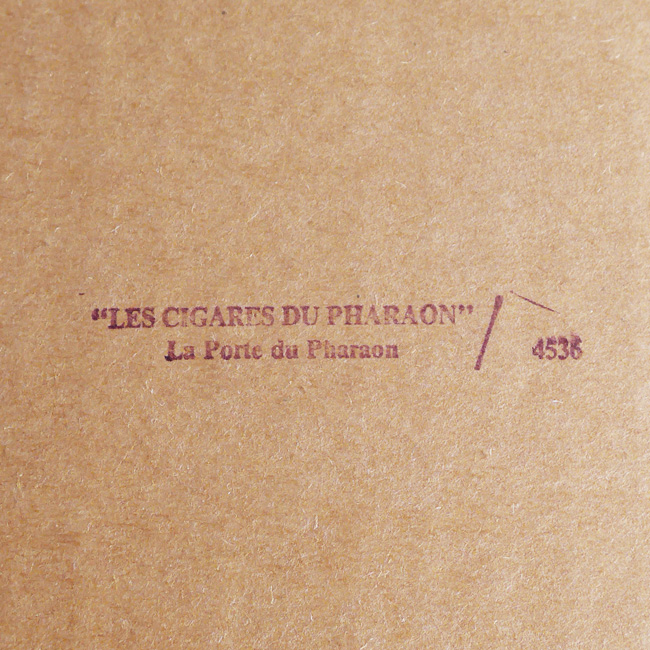 "LES CIGARES DU PHARAON" /
La Porte du Pharaon 4536